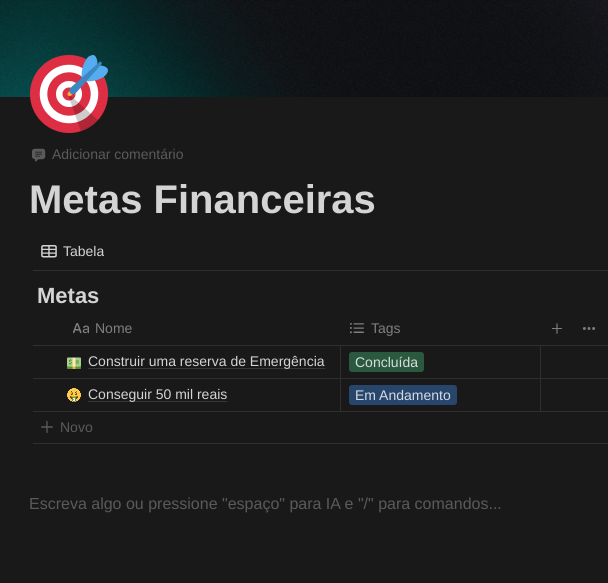 Adicionar comentário
Metas Financeiras
Tabela
Metas
Aa Nome Tags
Construir uma reserva de Emergência Concluída
Conseguir 50 mil reais Em Andamento
Novo
Escreva algo ou pressione "espaço" para IA e "/" para comandos...